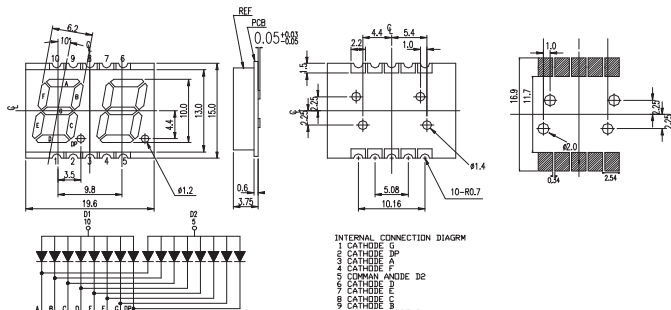 6.2
10°
10 9 8 7 6
A
F B
G
E C
D
DP
1 2 3 4 5
3.5
9.8
19.6
4.4
10.0
13.0
15.0
ø1.2
REF
PCB
0.05 +0.03 -0.05
0.6
3.75
4.4 5.4
2.2 1.0
1.5
2.25
2.25
ø1.4
5.08
10-R0.7
10.16
1.0
16.9
11.7
2.25
2.25
ø2.0
0.34
2.54
D1
10
D2
5
A B C D E F G DP
INTERNAL CONNECTION DIAGRM
1 CATHODE G
2 CATHODE DP
3 CATHODE A
4 CATHODE F
5 COMMAN ANODE D2
6 CATHODE D
7 CATHODE E
8 CATHODE C
9 CATHODE B